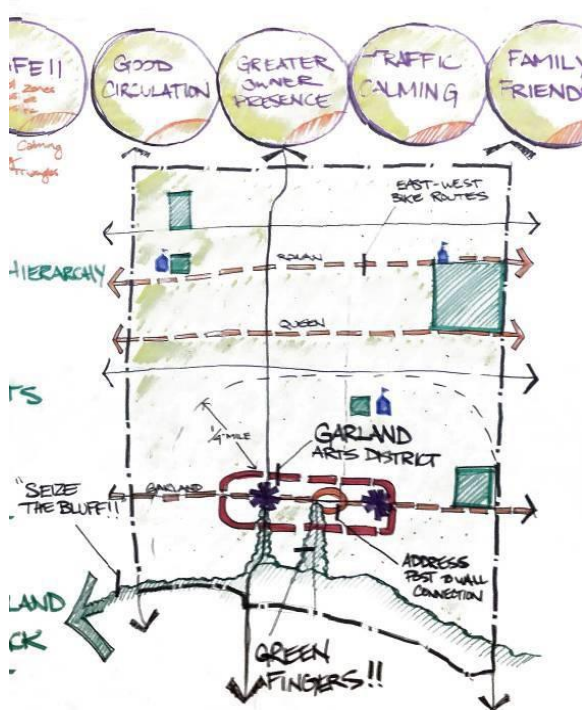 FE!!
Zones
Calming
Triangles
GOOD
CIRCULATION
GREATER
OWNER
PRESENCE
TRAFFIC
CALMING
FAMILY
FRIEND
EAST-WEST
BIKE ROUTES
HIERARCHY
ROWAN
QUEEN
TS
1/4 MILE
GARLAND
ARTS DISTRICT
"SEIZE
THE BLUFF!!
GARLAND
ADDRESS
POST TO WALL
CONNECTION
LAND
CK
GREEN
FINGERS!!